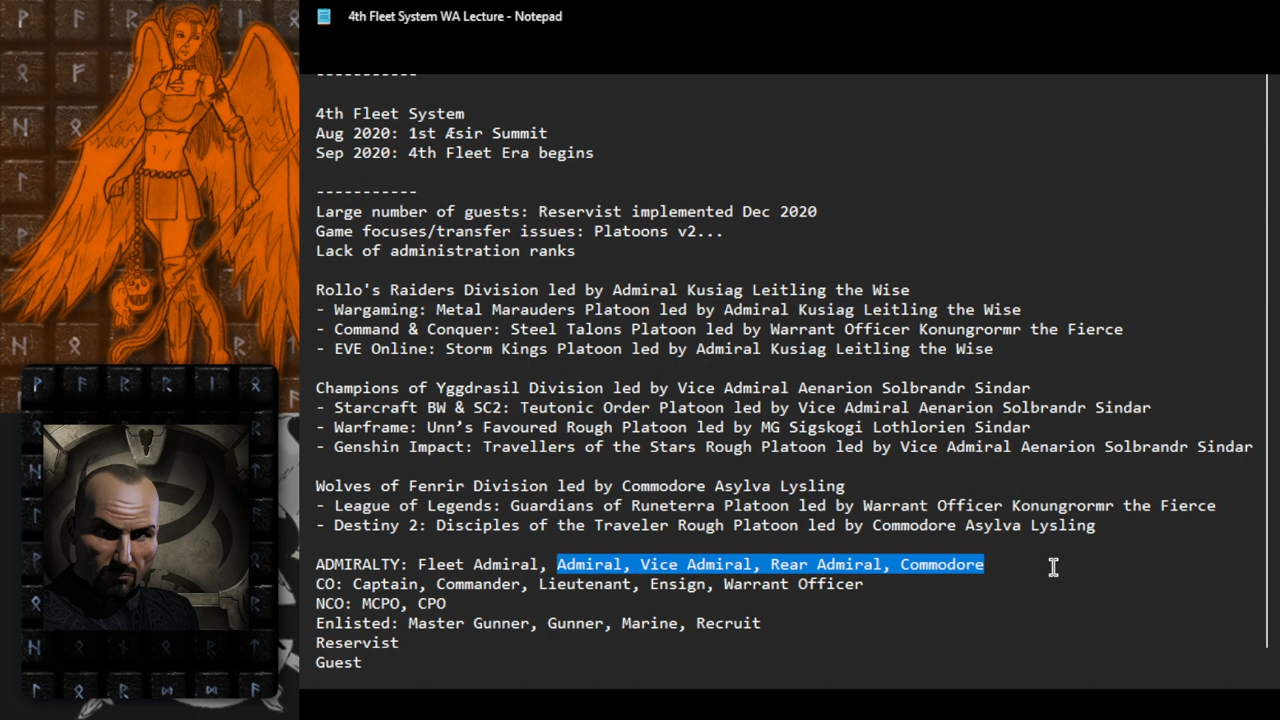 4th Fleet System WA Lecture - Notepad
-----------
4th Fleet System
Aug 2020: 1st Æsir Summit
Sep 2020: 4th Fleet Era begins
-----------
Large number of guests: Reservist implemented Dec 2020
Game focuses/transfer issues: Platoons v2...
Lack of administration ranks
Rollo's Raiders Division led by Admiral Kusiag Leitling the Wise
- Wargaming: Metal Marauders Platoon led by Admiral Kusiag Leitling the Wise
- Command & Conquer: Steel Talons Platoon led by Warrant Officer Konungrormr the Fierce
- EVE Online: Storm Kings Platoon led by Admiral Kusiag Leitling the Wise
Champions of Yggdrasil Division led by Vice Admiral Aenarion Solbrandr Sindar
- Starcraft BW & SC2: Teutonic Order Platoon led by Vice Admiral Aenarion Solbrandr Sindar
- Warframe: Unn’s Favoured Rough Platoon led by MG Sigskogi Lothlorien Sindar
- Genshin Impact: Travellers of the Stars Rough Platoon led by Vice Admiral Aenarion Solbrandr Sindar
Wolves of Fenrir Division led by Commodore Asylva Lysling
- League of Legends: Guardians of Runeterra Platoon led by Warrant Officer Konungrormr the Fierce
- Destiny 2: Disciples of the Traveler Rough Platoon led by Commodore Asylva Lysling
ADMIRALTY: Fleet Admiral, Admiral, Vice Admiral, Rear Admiral, Commodore
CO: Captain, Commander, Lieutenant, Ensign, Warrant Officer
NCO: MCPO, CPO
Enlisted: Master Gunner, Gunner, Marine, Recruit
Reservist
Guest